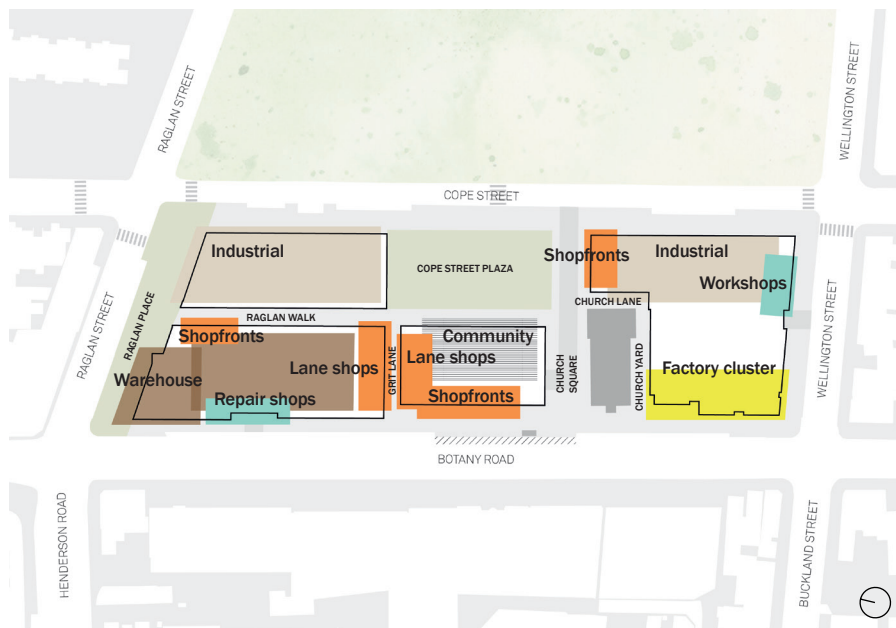 RAGLAN STREET
WELLINGTON STREET
COPE STREET
Industrial
COPE STREET PLAZA
Shopfronts
Industrial
Workshops
RAGLAN STREET
RAGLAN PLACE
RAGLAN WALK
CHURCH LANE
WELLINGTON STREET
Shopfronts
Community
Lane shops
Lane shops
GRIT LANE
CHURCH
SQUARE
CHURCH YARD
Factory cluster
Warehouse
Repair shops
Shopfronts
BOTANY ROAD
HENDERSON ROAD
BUCKLAND STREET